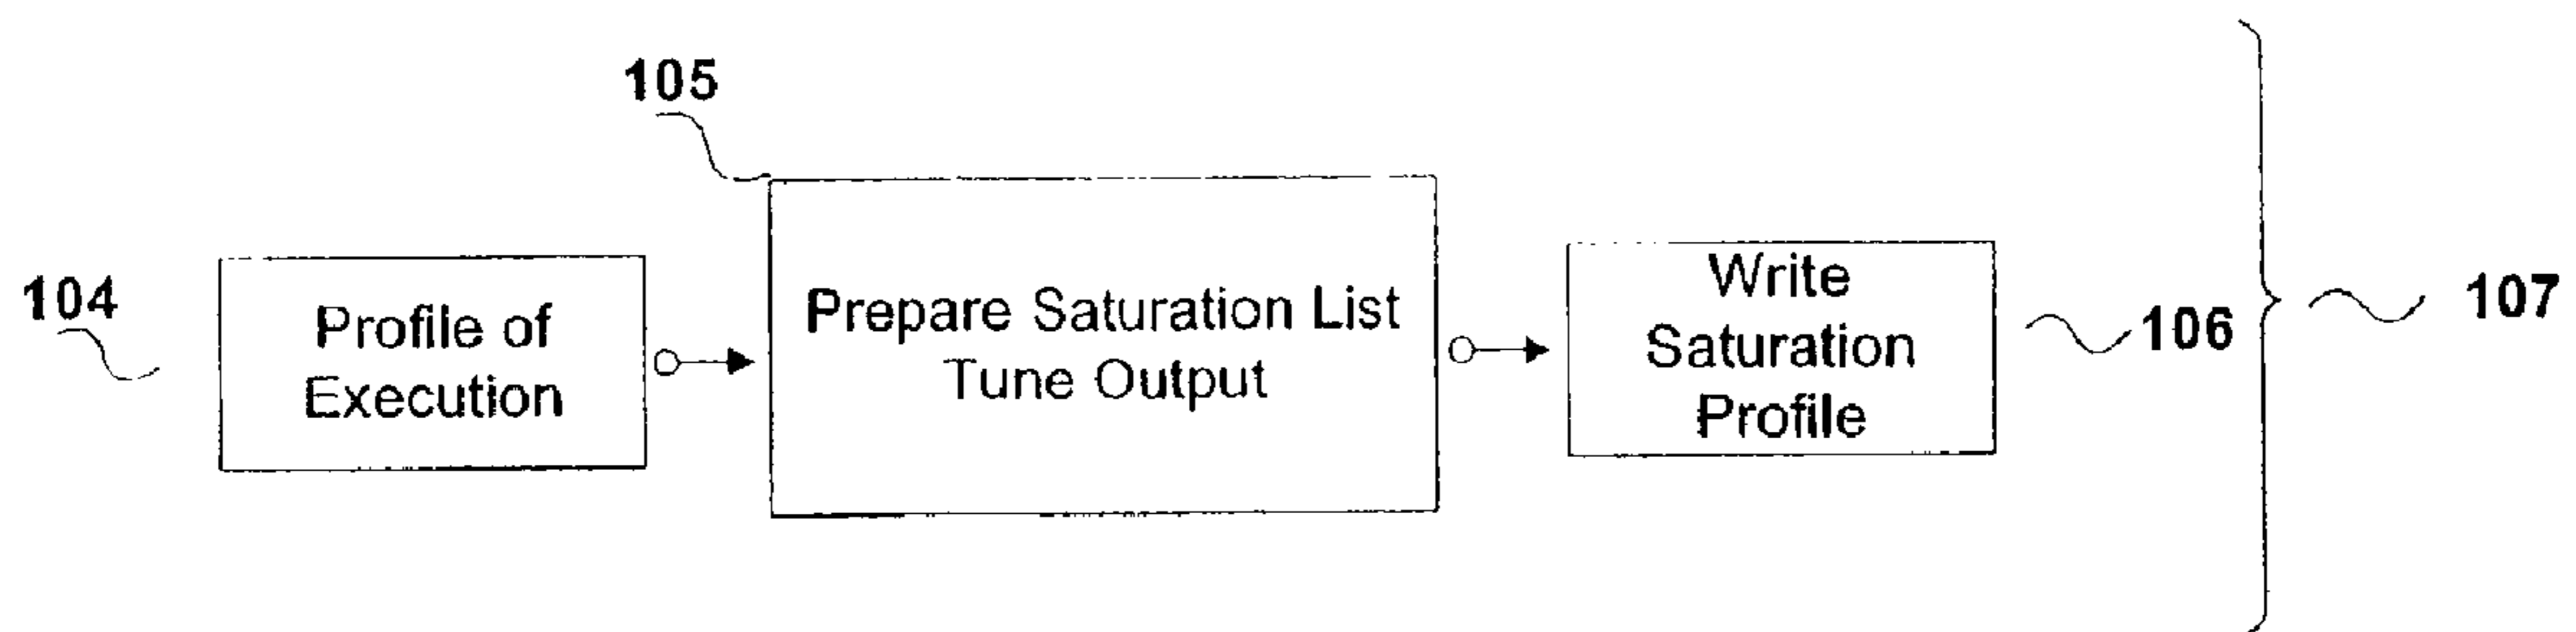 105
104
Profile of
Execution
Prepare Saturation List
Tune Output
Write
Saturation
Profile
106
107